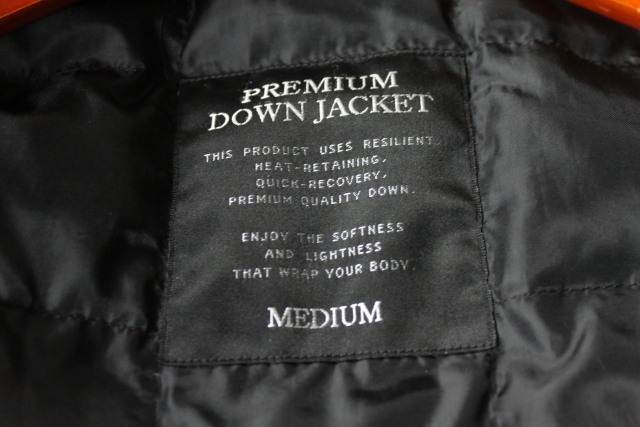 PREMIUM
DOWN JACKET
THIS PRODUCT USES RESILIENT,
HEAT-RETAINING,
QUICK-RECOVERY,
PREMIUM QUALITY DOWN.
ENJOY THE SOFTNESS
AND LIGHTNESS
THAT WRAP YOUR BODY.
MEDIUM